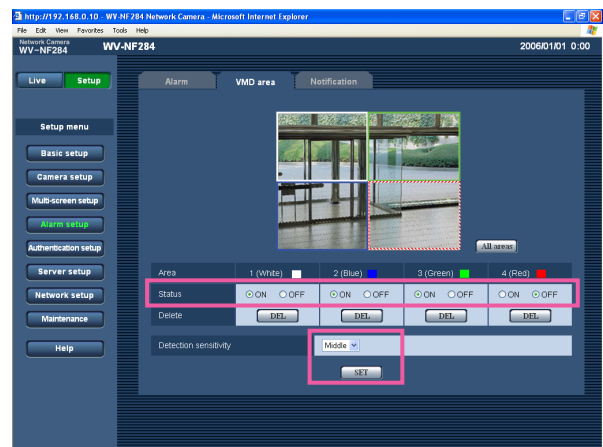 http://192.168.0.10 - WV-NF284 Network Camera - Microsoft Internet Explorer
File Edit View Favorites Tools Help
Network Camera
WV-NF284
WV-NF284
2006/01/01 0:00
Live Setup
Alarm VMD area Notification
Setup menu
Basic setup
Camera setup
Multi-screen setup
Alarm setup
Authentication setup
Server setup
Network setup
Maintenance
Help
All areas
Area 1 (White) 2 (Blue) 3 (Green) 4 (Red)
Status ON OFF ON OFF ON OFF ON OFF
Delete DEL DEL DEL DEL
Detection sensitivity Middle
SET